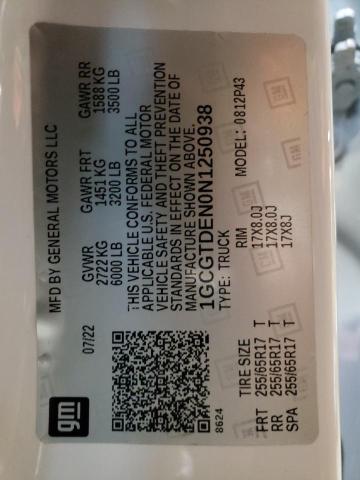 gm
MFD BY GENERAL MOTORS LLC
07/22
GVWR GAWR FRT GAWR RR
2722 KG 1451 KG 1588 KG
6000 LB 3200 LB 3500 LB
THIS VEHICLE CONFORMS TO ALL
APPLICABLE U.S. FEDERAL MOTOR
VEHICLE SAFETY AND THEFT PREVENTION
STANDARDS IN EFFECT ON THE DATE OF
MANUFACTURE SHOWN ABOVE.
1GCGTDEN0N1250938
8624
TYPE: TRUCK MODEL: 0812P43
TIRE SIZE RIM
FRT 255/65R17 T 17X8.0J
RR 255/65R17 T 17X8.0J
SPA 255/65R17 T 17X8J